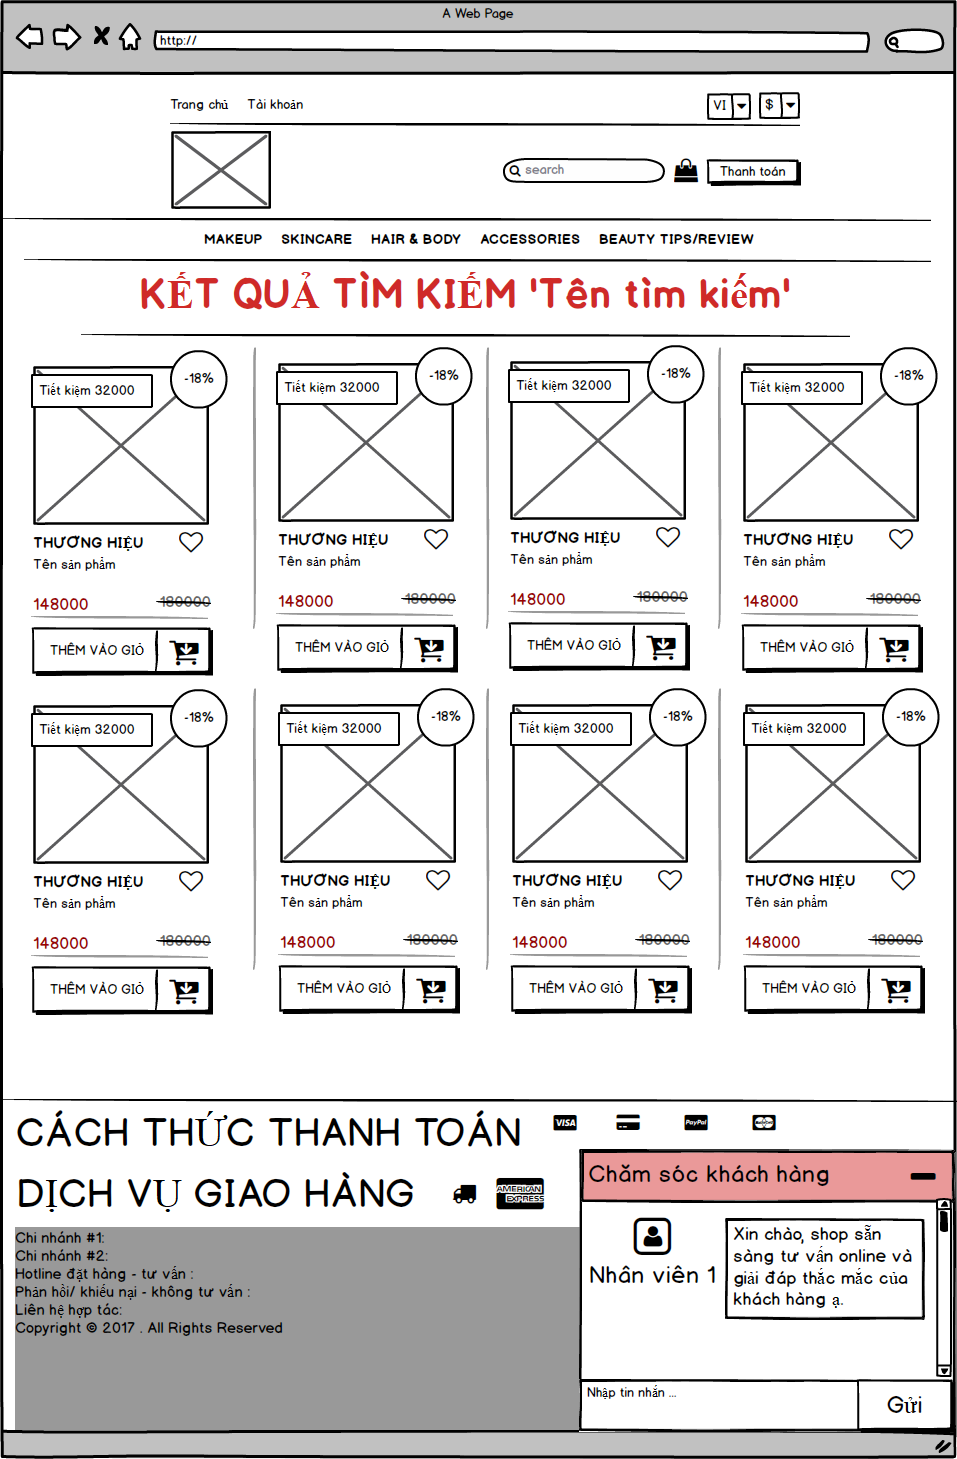 A Web Page
http://
Trang chủ Tài khoản VI $
search Thanh toán
MAKEUP SKINCARE HAIR & BODY ACCESSORIES BEAUTY TIPS/REVIEW
KẾT QUẢ TÌM KIẾM 'Tên tìm kiếm'
Tiết kiệm 32000 -18% Tiết kiệm 32000 -18% Tiết kiệm 32000 -18% Tiết kiệm 32000 -18%
THƯƠNG HIỆU THƯƠNG HIỆU THƯƠNG HIỆU THƯƠNG HIỆU
Tên sản phẩm Tên sản phẩm Tên sản phẩm Tên sản phẩm
148000 180000 148000 180000 148000 180000 148000 180000
THÊM VÀO GIỎ THÊM VÀO GIỎ THÊM VÀO GIỎ THÊM VÀO GIỎ
Tiết kiệm 32000 -18% Tiết kiệm 32000 -18% Tiết kiệm 32000 -18% Tiết kiệm 32000 -18%
THƯƠNG HIỆU THƯƠNG HIỆU THƯƠNG HIỆU THƯƠNG HIỆU
Tên sản phẩm Tên sản phẩm Tên sản phẩm Tên sản phẩm
148000 180000 148000 180000 148000 180000 148000 180000
THÊM VÀO GIỎ THÊM VÀO GIỎ THÊM VÀO GIỎ THÊM VÀO GIỎ
CÁCH THỨC THANH TOÁN VISA PayPal
DỊCH VỤ GIAO HÀNG AMERICAN EXPRESS
Chi nhánh #1:
Chi nhánh #2:
Hotline đặt hàng - tư vấn :
Phản hồi/ khiếu nại - không tư vấn :
Liên hệ hợp tác:
Copyright © 2017 . All Rights Reserved
Chăm sóc khách hàng
Nhân viên 1
Xin chào, shop sẵn
sàng tư vấn online và
giải đáp thắc mắc của
khách hàng ạ.
Nhập tin nhắn ...
Gửi